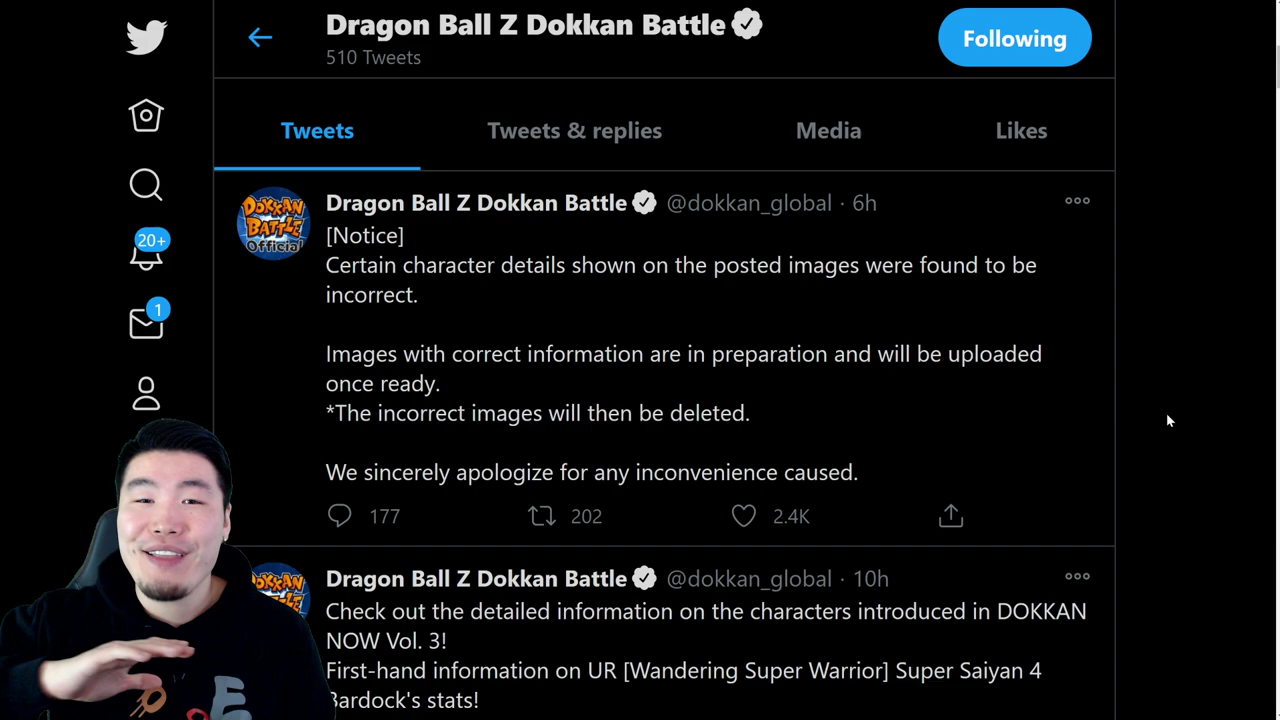 Dragon Ball Z Dokkan Battle
510 Tweets
Following
Tweets
Tweets & replies
Media
Likes
20+
1
DOKKAN
BATTLE
Official
Dragon Ball Z Dokkan Battle @dokkan_global · 6h
[Notice]
Certain character details shown on the posted images were found to be
incorrect.
Images with correct information are in preparation and will be uploaded
once ready.
*The incorrect images will then be deleted.
We sincerely apologize for any inconvenience caused.
177
202
2.4K
DOKKAN
Dragon Ball Z Dokkan Battle @dokkan_global · 10h
Check out the detailed information on the characters introduced in DOKKAN
NOW Vol. 3!
First-hand information on UR [Wandering Super Warrior] Super Saiyan 4
Bardock's stats!